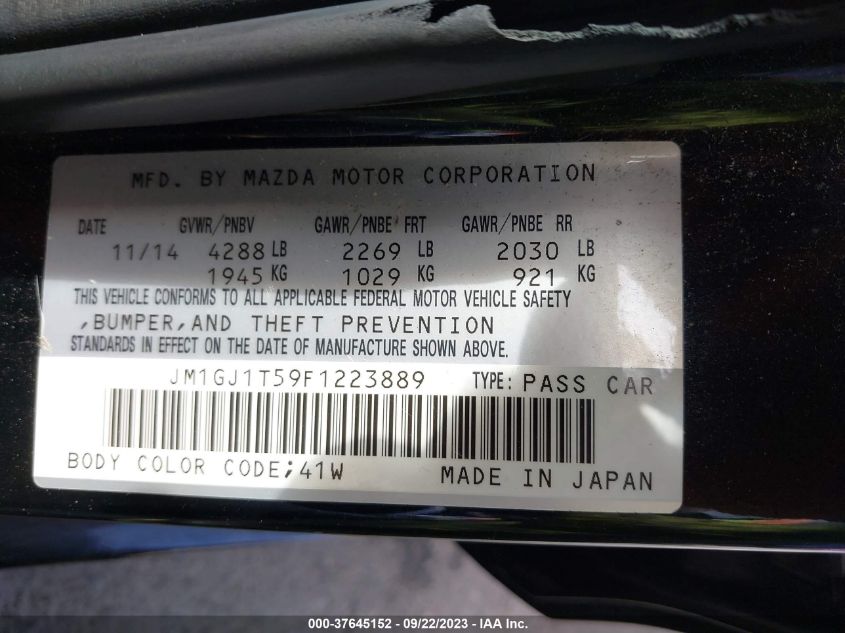 MFD. BY MAZDA MOTOR CORPORATION
DATE GVWR/PNBV GAWR/PNBE FRT GAWR/PNBE RR
11/14 4288 LB 2269 LB 2030 LB
1945 KG 1029 KG 921 KG
THIS VEHICLE CONFORMS TO ALL APPLICABLE FEDERAL MOTOR VEHICLE SAFETY
,BUMPER,AND THEFT PREVENTION
STANDARDS IN EFFECT ON THE DATE OF MANUFACTURE SHOWN ABOVE.
JM1GJ1T59F1223889 TYPE: PASS CAR
BODY COLOR CODE;41W MADE IN JAPAN
000-37645152 - 09/22/2023 - IAA Inc.